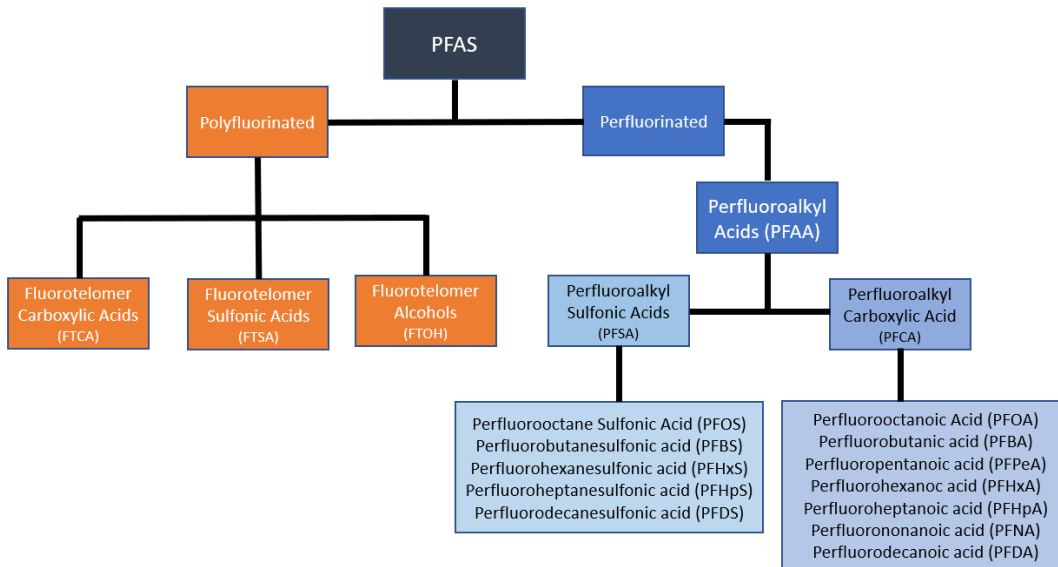 PFAS
Polyfluorinated
Perfluorinated
Perfluoroalkyl
Acids (PFAA)
Fluorotelomer
Carboxylic Acids
(FTCA)
Fluorotelomer
Sulfonic Acids
(FTSA)
Fluorotelomer
Alcohols
(FTOH)
Perfluoroalkyl
Sulfonic Acids
(PFSA)
Perfluoroalkyl
Carboxylic Acid
(PFCA)
Perfluorooctane Sulfonic Acid (PFOS)
Perfluorobutanesulfonic acid (PFBS)
Perfluorohexanesulfonic acid (PFHxS)
Perfluoroheptanesulfonic acid (PFHpS)
Perfluorodecanesulfonic acid (PFDS)
Perfluorooctanoic Acid (PFOA)
Perfluorobutanic acid (PFBA)
Perfluoropentanoic acid (PFPeA)
Perfluorohexanoc acid (PFHxA)
Perfluoroheptanoic acid (PFHpA)
Perfluorononanoic acid (PFNA)
Perfluorodecanoic acid (PFDA)